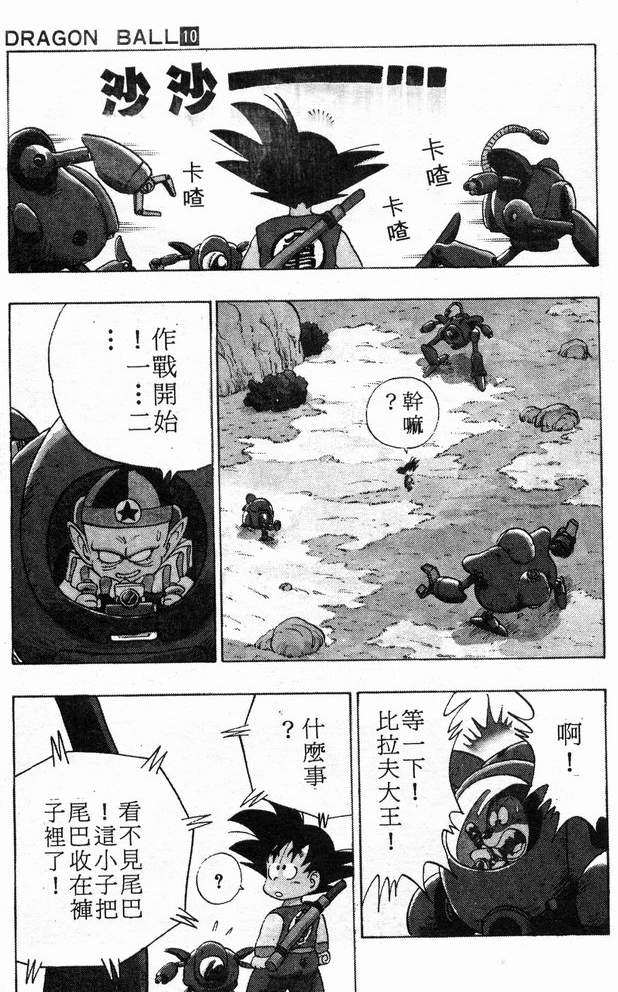 DRAGON BALL 10
沙沙
卡喳
卡喳
卡喳
幹嘛
?
作戰開始
!一…二
…
啊!
等一下!
比拉夫大王!
什麼事
?
?
看不見尾巴
!這小子把
尾巴收在褲
子裡了!